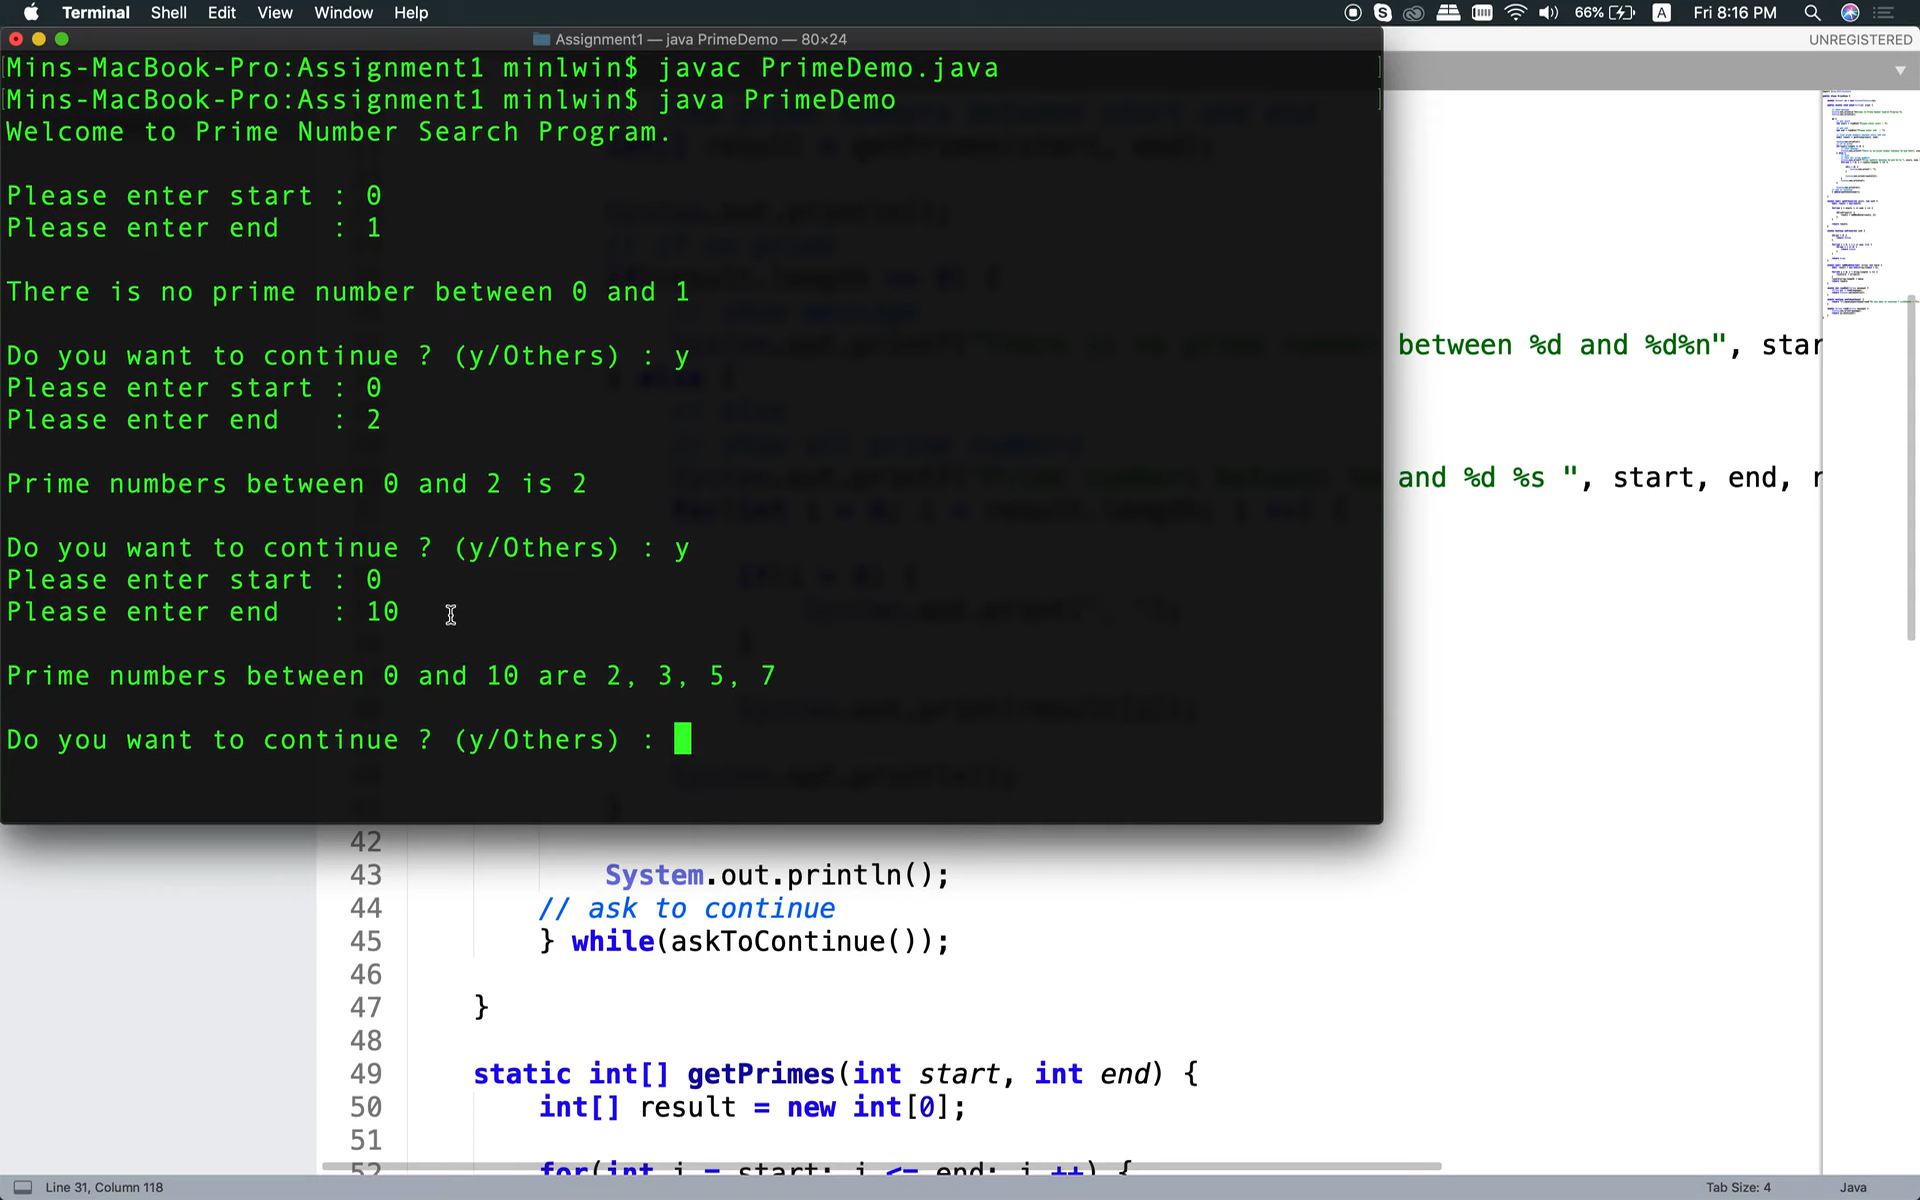 Terminal Shell Edit View Window Help 66% A Fri 8:16 PM
Assignment1 — java PrimeDemo — 80×24
UNREGISTERED
Mins-MacBook-Pro:Assignment1 minlwin$ javac PrimeDemo.java
Mins-MacBook-Pro:Assignment1 minlwin$ java PrimeDemo
Welcome to Prime Number Search Program.
Please enter start : 0
Please enter end   : 1
There is no prime number between 0 and 1
Do you want to continue ? (y/Others) : y
Please enter start : 0
Please enter end   : 2
Prime numbers between 0 and 2 is 2
Do you want to continue ? (y/Others) : y
Please enter start : 0
Please enter end   : 10
Prime numbers between 0 and 10 are 2, 3, 5, 7
Do you want to continue ? (y/Others) :
between %d and %d%n", star
and %d %s ", start, end, r
42
43 System.out.println();
44 // ask to continue
45 } while(askToContinue());
46
47 }
48
49 static int[] getPrimes(int start, int end) {
50 int[] result = new int[0];
51
52 for(int i = start; i <= end; i ++) {
Line 31, Column 118
Tab Size: 4 Java